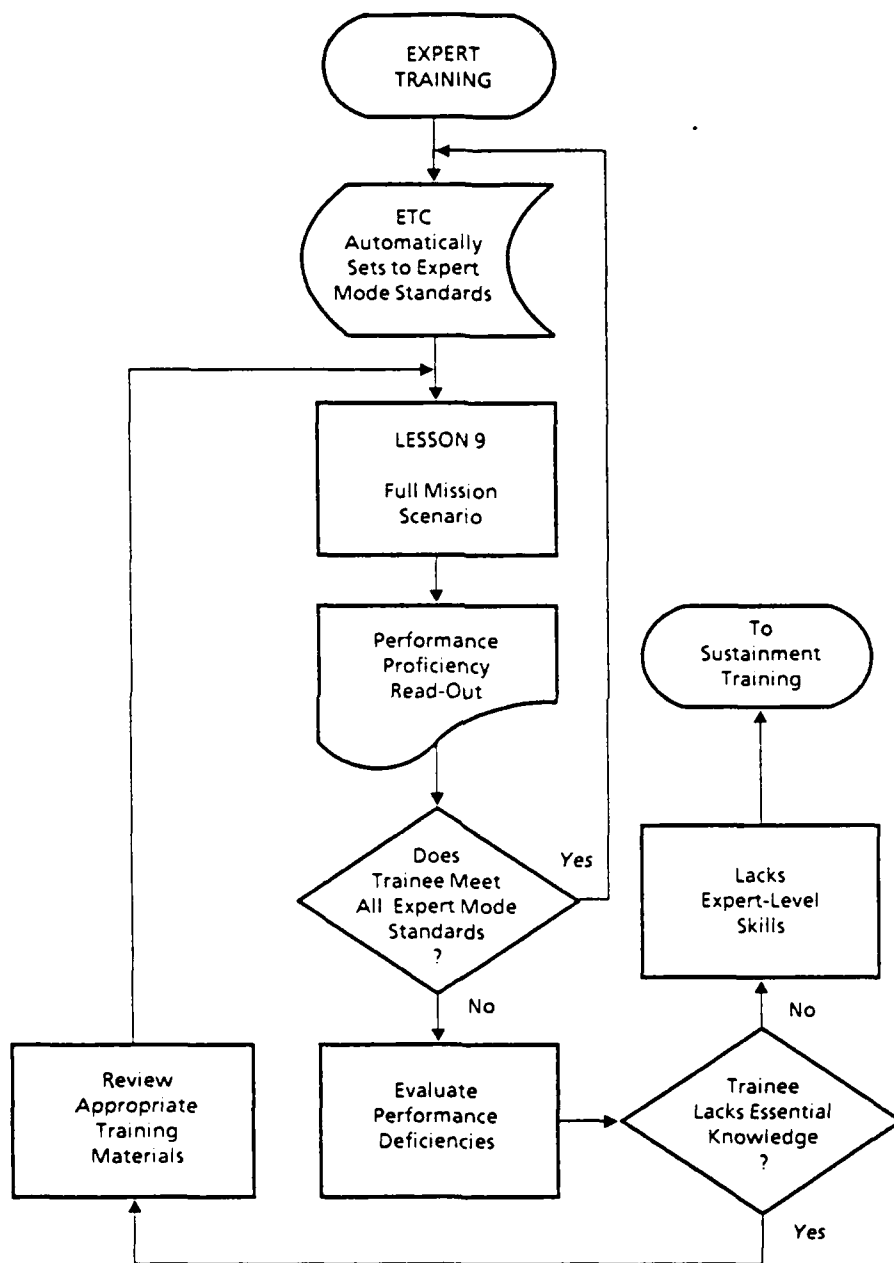 EXPERT
TRAINING
ETC
Automatically
Sets to Expert
Mode Standards
LESSON 9
Full Mission
Scenario
Performance
Proficiency
Read-Out
To
Sustainment
Training
Does
Trainee Meet
All Expert Mode
Standards
?
Yes
No
Lacks
Expert-Level
Skills
No
Review
Appropriate
Training
Materials
Evaluate
Performance
Deficiencies
Trainee
Lacks Essential
Knowledge
?
Yes